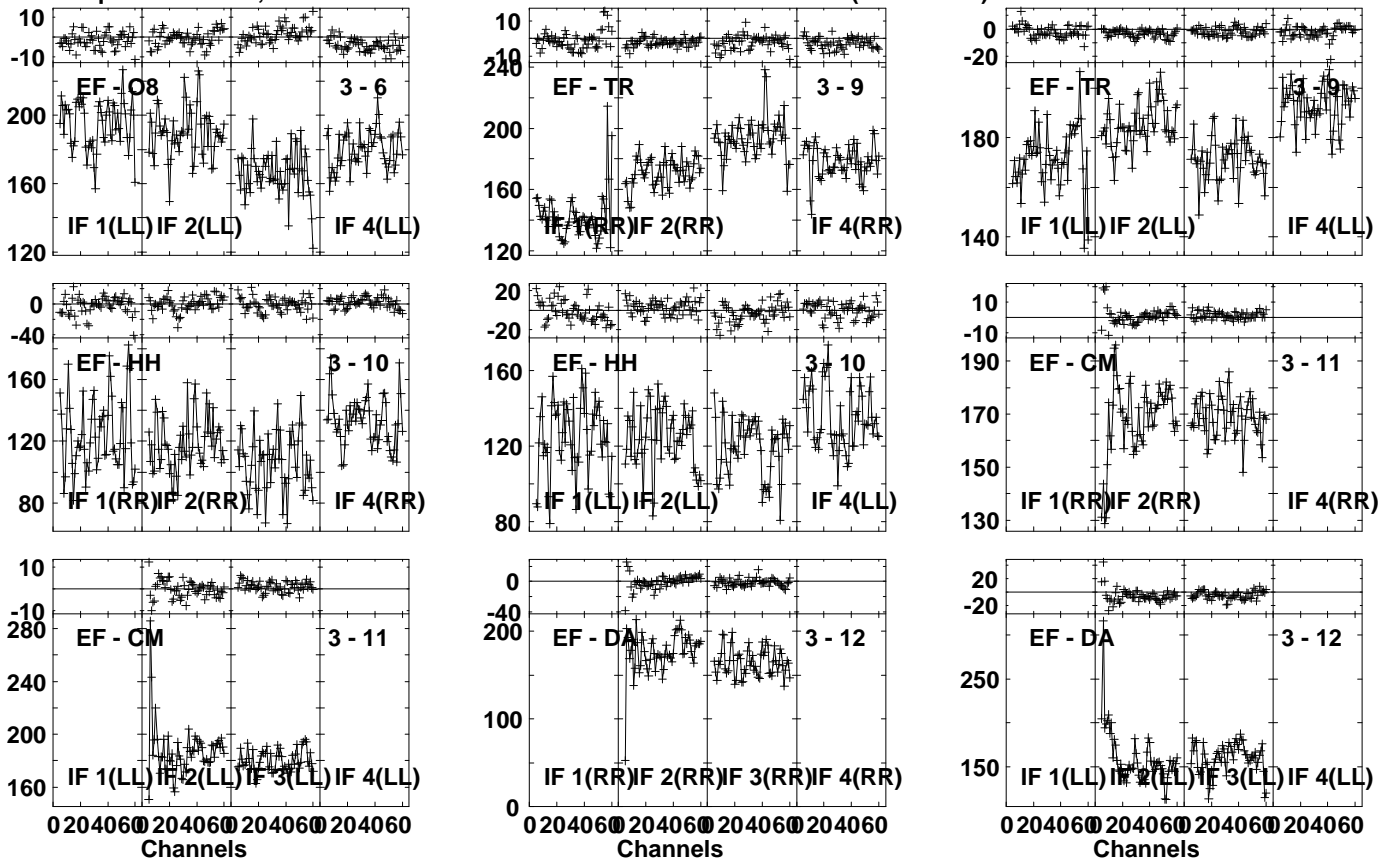 10
0
-10
EF - O8
3 - 6
200
160
120
IF 1(LL) IF 2(LL)
IF 4(LL)
10
0
-10
240
EF - TR
3 - 9
200
160
120
IF 1(RR) IF 2(RR)
IF 4(RR)
0
-20
EF - TR
3 - 9
180
140
IF 1(LL) IF 2(LL)
IF 4(LL)
0
-40
EF - HH
3 - 10
160
120
80
IF 1(RR) IF 2(RR)
IF 4(RR)
20
0
-20
160
EF - HH
3 - 10
120
80
IF 1(LL) IF 2(LL)
IF 4(LL)
10
-10
EF - CM
3 - 11
190
170
150
130
IF 1(RR) IF 2(RR)
IF 4(RR)
10
-10
280
EF - CM
3 - 11
240
200
160
IF 1(LL) IF 2(LL) IF 3(LL) IF 4(LL)
0 204060 0 204060 0 204060 0 204060
Channels
0
-40
200
EF - DA
3 - 12
100
0
IF 1(RR) IF 2(RR) IF 3(RR) IF 4(RR)
0 204060 0 204060 0 204060 0 204060
Channels
20
-20
EF - DA
3 - 12
250
150
IF 1(LL) IF 2(LL) IF 3(LL) IF 4(LL)
0 204060 0 204060 0 204060 0 204060
Channels